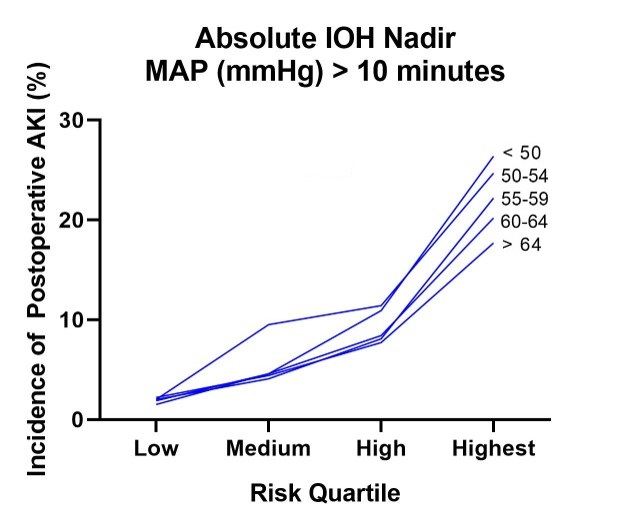 Absolute IOH Nadir
MAP (mmHg) > 10 minutes
Incidence of Postoperative AKI (%)
30
20
10
0
< 50
50-54
55-59
60-64
> 64
Low Medium High Highest
Risk Quartile